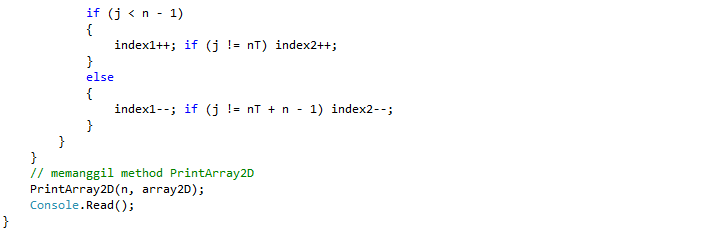 if (j < n - 1)
{
index1++; if (j != nT) index2++;
}
else
{
index1--; if (j != nT + n - 1) index2--;
}
}
}
// memanggil method PrintArray2D
PrintArray2D(n, array2D);
Console.Read();
}